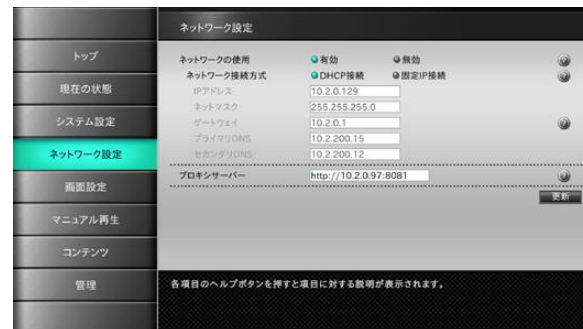 ネットワーク設定
トップ
現在の状態
システム設定
ネットワーク設定
画面設定
マニュアル再生
コンテンツ
管理
ネットワークの使用 有効 無効
ネットワーク接続方式 DHCP接続 固定IP接続
IPアドレス 10.2.0.129
ネットマスク 255.255.255.0
ゲートウェイ 10.2.0.1
プライマリDNS 10.2.200.15
セカンダリDNS 10.2.200.12
プロキシサーバー http://10.2.0.97:8081
更新
各項目のヘルプボタンを押すと項目に対する説明が表示されます。